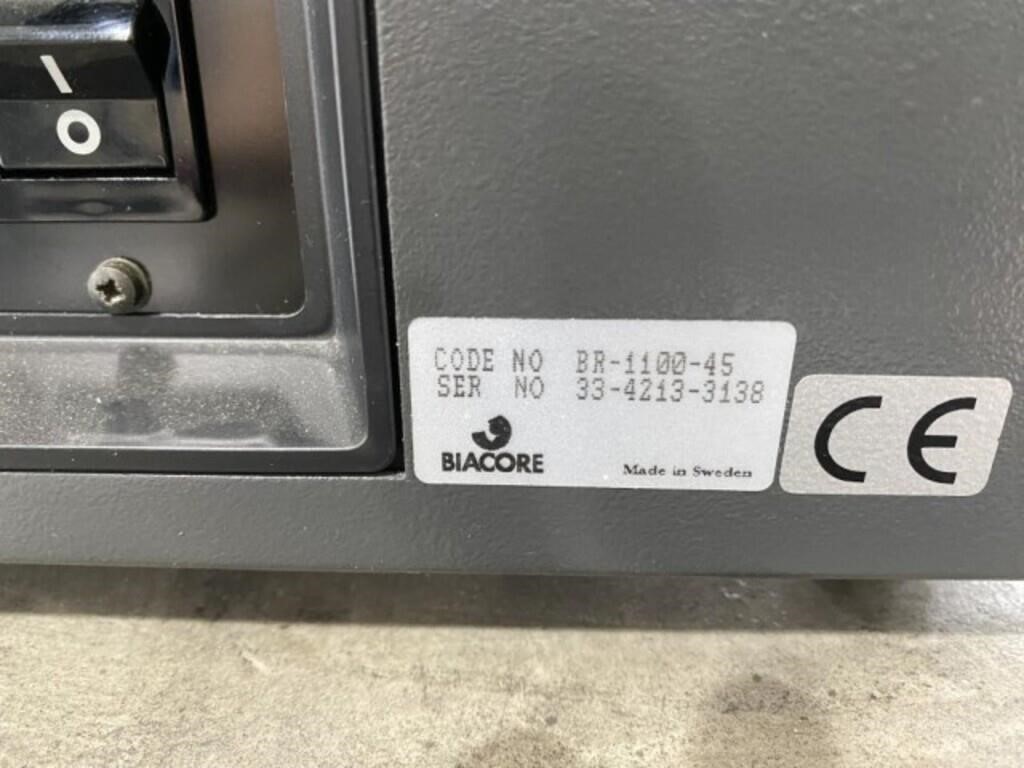 I
O
CODE NO BR-1100-45
SER NO 33-4213-3138
BIACORE
Made in Sweden
CE